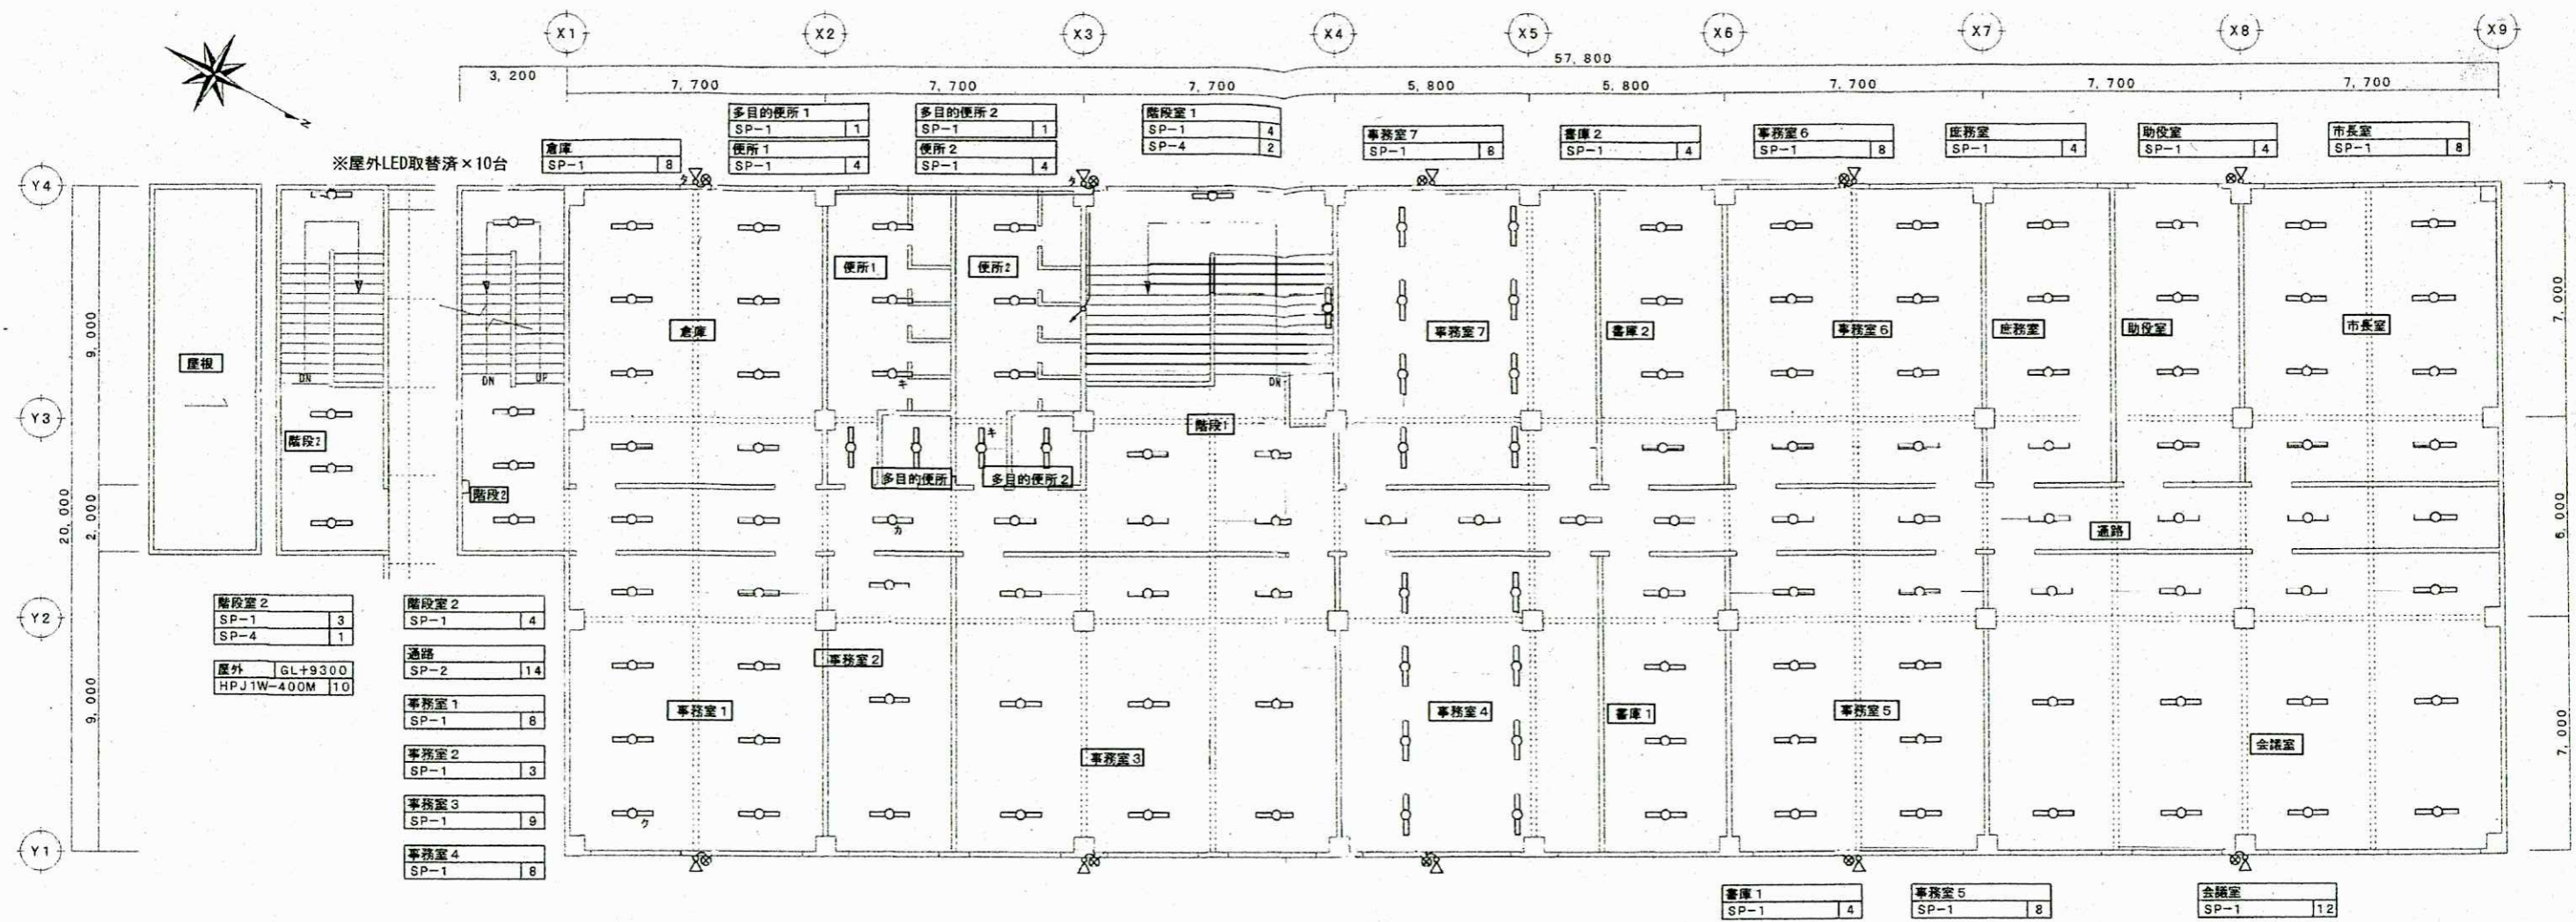 X1
X2
X3
X4
X5
X6
X7
X8
X9
57,800
3,200
7,700
7,700
7,700
5,800
5,800
7,700
7,700
7,700
N
※屋外LED取替済×10台
倉庫
SP-1 8
多目的便所1
SP-1 1
便所1
SP-1 4
多目的便所2
SP-1 1
便所2
SP-1 4
階段室1
SP-1 4
SP-4 2
事務室7
SP-1 8
書庫2
SP-1 4
事務室6
SP-1 8
庶務室
SP-1 4
助役室
SP-1 4
市長室
SP-1 8
Y4
Y3
Y2
Y1
20,000
9,000
2,000
9,000
7,000
6,000
7,000
タ
タ
屋根
DN
DN
UP
階段2
階段2
倉庫
便所1
便所2
キ
キ
多目的便所1
多目的便所2
カ
DN
階段1
事務室7
書庫2
事務室6
庶務室
助役室
市長室
通路
事務室1
ク
事務室2
事務室3
事務室4
書庫1
事務室5
会議室
階段室2
SP-1 3
SP-4 1
屋外 GL+9300
HPJ1W-400M 10
階段室2
SP-1 4
通路
SP-2 14
事務室1
SP-1 8
事務室2
SP-1 3
事務室3
SP-1 9
事務室4
SP-1 8
書庫1
SP-1 4
事務室5
SP-1 8
会議室
SP-1 12